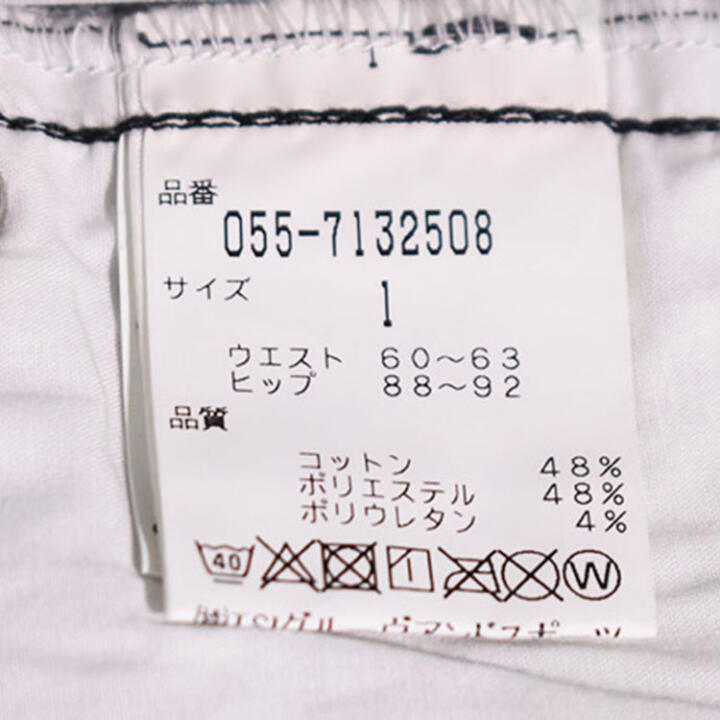 品番
055-7132508
サイズ
1
ウエスト 60～63
ヒップ 88～92
品質
コットン 48%
ポリエステル 48%
ポリウレタン 4%
40 W